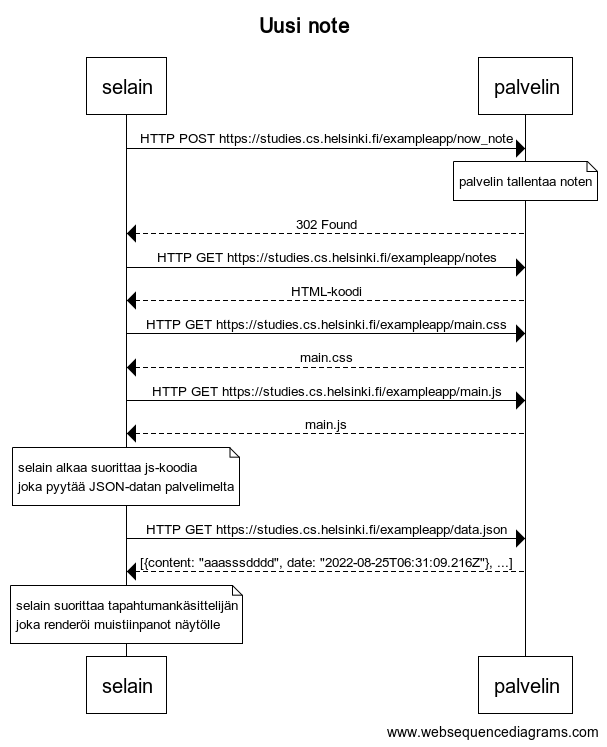 Uusi note
selain
palvelin
HTTP POST https://studies.cs.helsinki.fi/exampleapp/now_note
palvelin tallentaa noten
302 Found
HTTP GET https://studies.cs.helsinki.fi/exampleapp/notes
HTML-koodi
HTTP GET https://studies.cs.helsinki.fi/exampleapp/main.css
main.css
HTTP GET https://studies.cs.helsinki.fi/exampleapp/main.js
main.js
selain alkaa suorittaa js-koodia
joka pyytää JSON-datan palvelimelta
HTTP GET https://studies.cs.helsinki.fi/exampleapp/data.json
[{content: "aaasssdddd", date: "2022-08-25T06:31:09.216Z"}, ...]
selain suorittaa tapahtumankäsittelijän
joka renderöi muistiinpanot näytölle
selain
palvelin
www.websequencediagrams.com